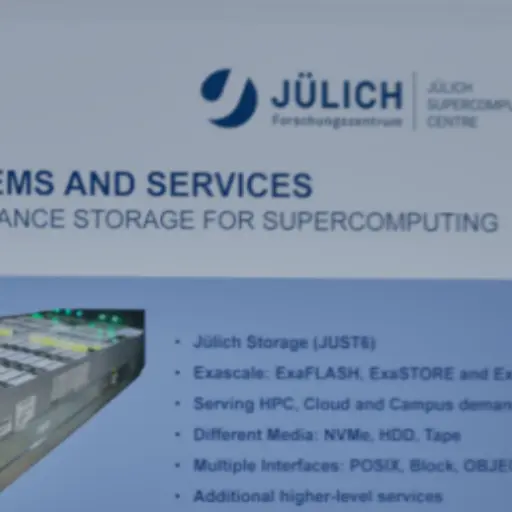 JÜLICH
Forschungszentrum
JÜLICH
SUPERCOMPU
CENTRE
EMS AND SERVICES
ANCE STORAGE FOR SUPERCOMPUTING
• Jülich Storage (JUST6)
• Exascale: ExaFLASH, ExaSTORE and Ex
• Serving HPC, Cloud and Campus deman
• Different Media: NVMe, HDD, Tape
• Multiple Interfaces: POSIX, Block, OBJE
• Additional higher-level services